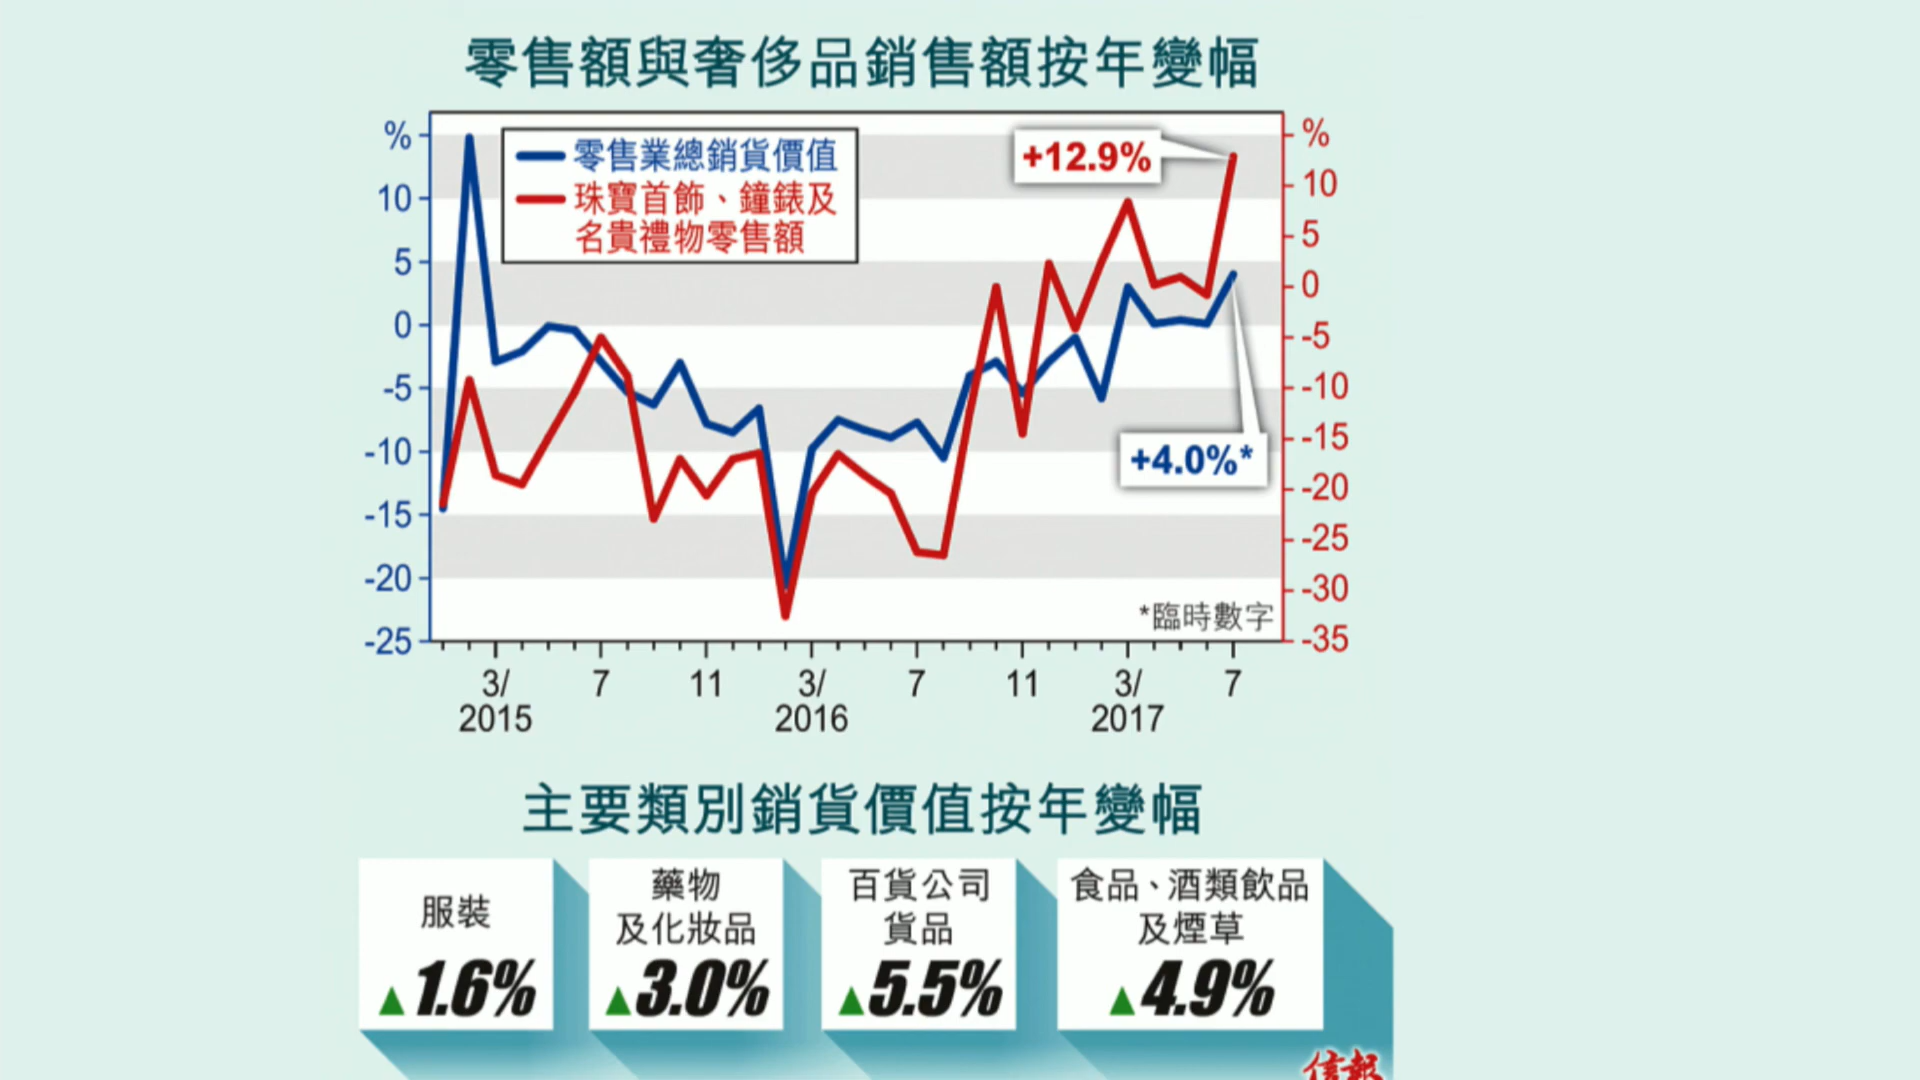 零售額與奢侈品銷售額按年變幅
%
10
5
0
-5
-10
-15
-20
-25
零售業總銷貨價值
珠寶首飾、鐘錶及
名貴禮物零售額
+12.9%
+4.0%*
*臨時數字
%
10
5
0
-5
-10
-15
-20
-25
-30
-35
3/ 7 11 3/ 7 11 3/ 7
2015 2016 2017
主要類別銷貨價值按年變幅
服裝
▲1.6%
藥物
及化妝品
▲3.0%
百貨公司
貨品
▲5.5%
食品、酒類飲品
及煙草
▲4.9%
信報